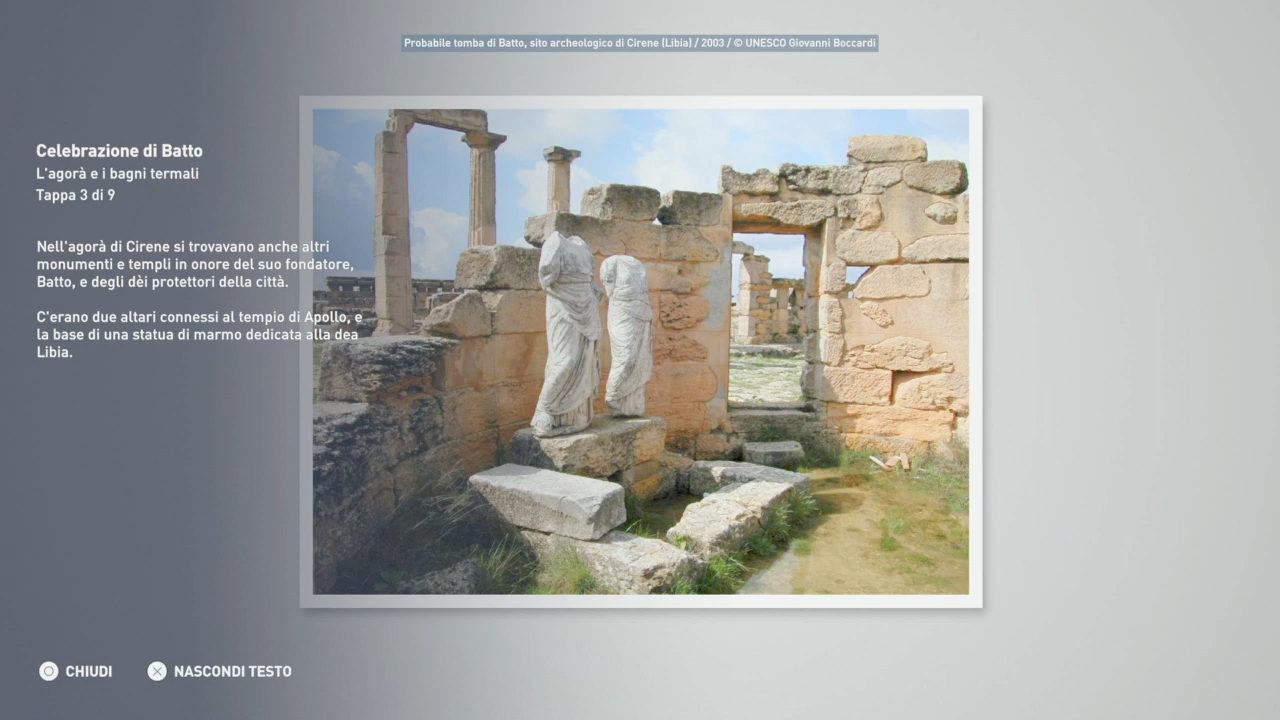 Probabile tomba di Batto, sito archeologico di Cirene (Libia) / 2003 / © UNESCO Giovanni Boccardi
Celebrazione di Batto
L'agorà e i bagni termali
Tappa 3 di 9
Nell'agorà di Cirene si trovavano anche altri
monumenti e templi in onore del suo fondatore,
Batto, e degli dèi protettori della città.
C'erano due altari connessi al tempio di Apollo, e
la base di una statua di marmo dedicata alla dea
Libia.
CHIUDI
NASCONDI TESTO